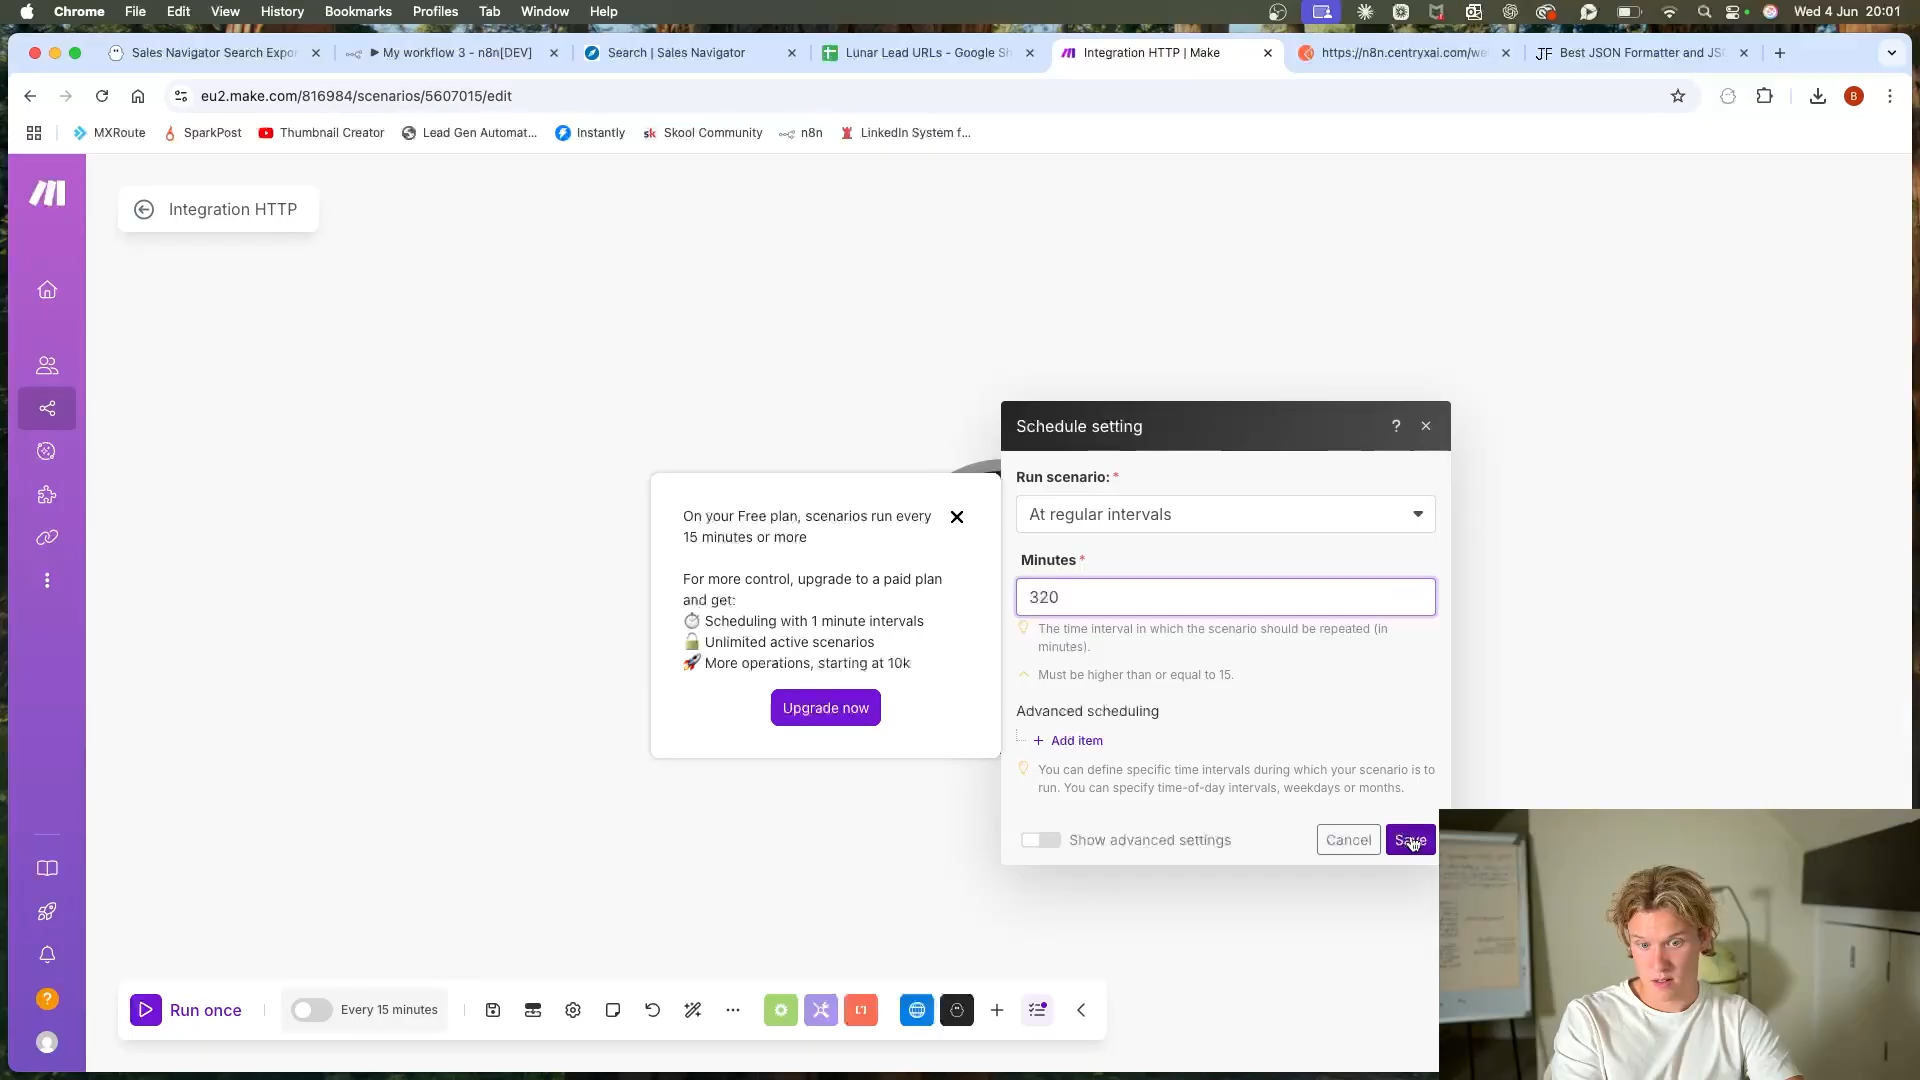 Chrome File Edit View History Bookmarks Profiles Tab Window Help Wed 4 Jun 20:01
Sales Navigator Search Expor My workflow 3 - n8n[DEV] Search | Sales Navigator Lunar Lead URLs - Google Sh Integration HTTP | Make https://n8n.centryxai.com/we JF Best JSON Formatter and JS
eu2.make.com/816984/scenarios/5607015/edit B
MXRoute SparkPost Thumbnail Creator Lead Gen Automat... Instantly sk Skool Community n8n LinkedIn System f...
Integration HTTP
Schedule setting ?
Run scenario: *
At regular intervals
Minutes *
320
The time interval in which the scenario should be repeated (in
minutes).
Must be higher than or equal to 15.
Advanced scheduling
+ Add item
You can define specific time intervals during which your scenario is to
run. You can specify time-of-day intervals, weekdays or months.
Show advanced settings Cancel Save
On your Free plan, scenarios run every
15 minutes or more
For more control, upgrade to a paid plan
and get:
Scheduling with 1 minute intervals
Unlimited active scenarios
More operations, starting at 10k
Upgrade now
?
Run once Every 15 minutes